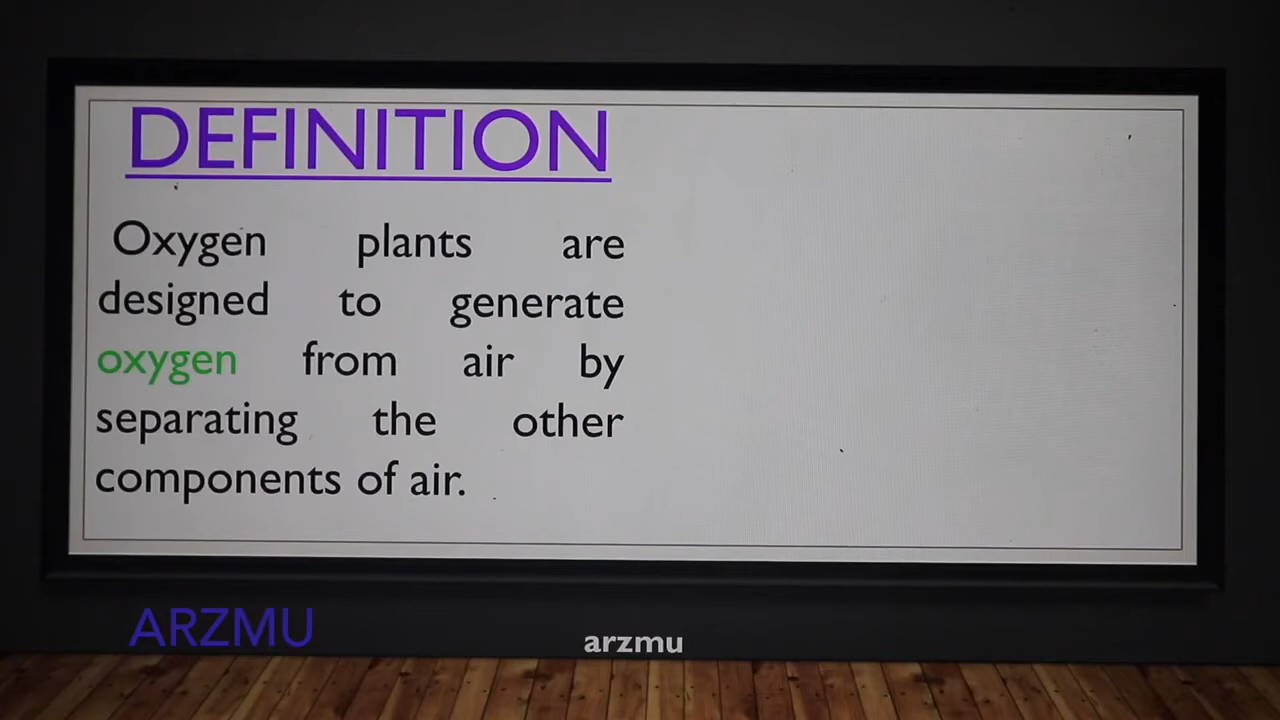 DEFINITION
Oxygen plants are
designed to generate
oxygen from air by
separating the other
components of air.
ARZMU
arzmu